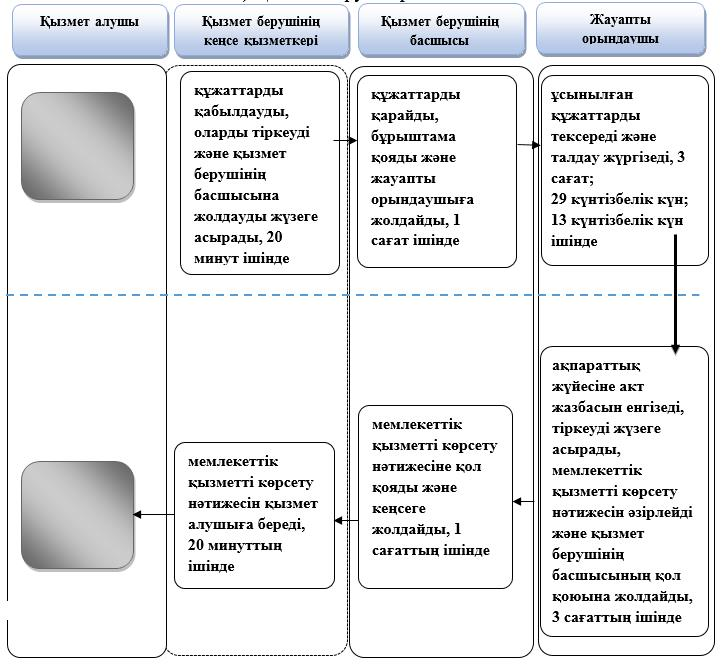 Қызмет алушы
Қызмет берушінің
кеңсе қызметкері
Қызмет берушінің
басшысы
Жауапты
орындаушы
құжаттарды
қабылдауды,
оларды тіркеуді
және қызмет
берушінің
басшысына
жолдауды жүзеге
асырады, 20
минут ішінде
құжаттарды
қарайды,
бұрыштама
қояды және
жауапты
орындаушыға
жолдайды, 1
сағат ішінде
ұсынылған
құжаттарды
тексереді және
талдау жүргізеді, 3
сағат;
29 күнтізбелік күн;
13 күнтізбелік күн
ішінде
ақпараттық
жүйесіне акт
жазбасын енгізеді,
тіркеуді жүзеге
асырады,
мемлекеттік
қызметті көрсету
нәтижесін әзірлейді
және қызмет
берушінің
басшысының қол
қоюына жолдайды,
3 сағаттың ішінде
мемлекеттік
қызметті көрсету
нәтижесіне қол
қояды және
кеңсеге
жолдайды, 1
сағаттың ішінде
мемлекеттік
қызметті көрсету
нәтижесін қызмет
алушыға береді,
20 минуттың
ішінде